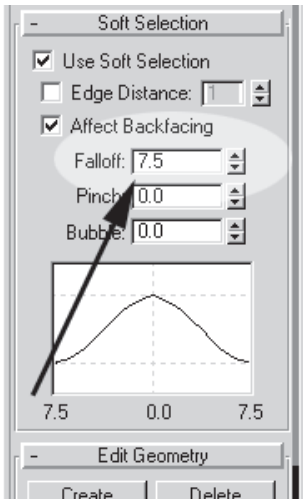 - Soft Selection
Use Soft Selection
Edge Distance: 1
Affect Backfacing
Falloff: 7.5
Pinch: 0.0
Bubble: 0.0
7.5 0.0 7.5
- Edit Geometry
Create Delete